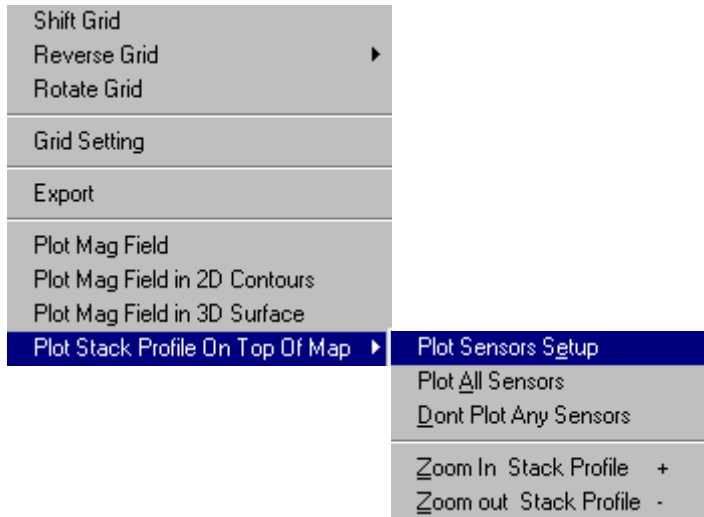 Shift Grid
Reverse Grid
Rotate Grid
Grid Setting
Export
Plot Mag Field
Plot Mag Field in 2D Contours
Plot Mag Field in 3D Surface
Plot Stack Profile On Top Of Map
Plot Sensors Setup
Plot All Sensors
Dont Plot Any Sensors
Zoom In  Stack Profile +
Zoom out  Stack Profile -